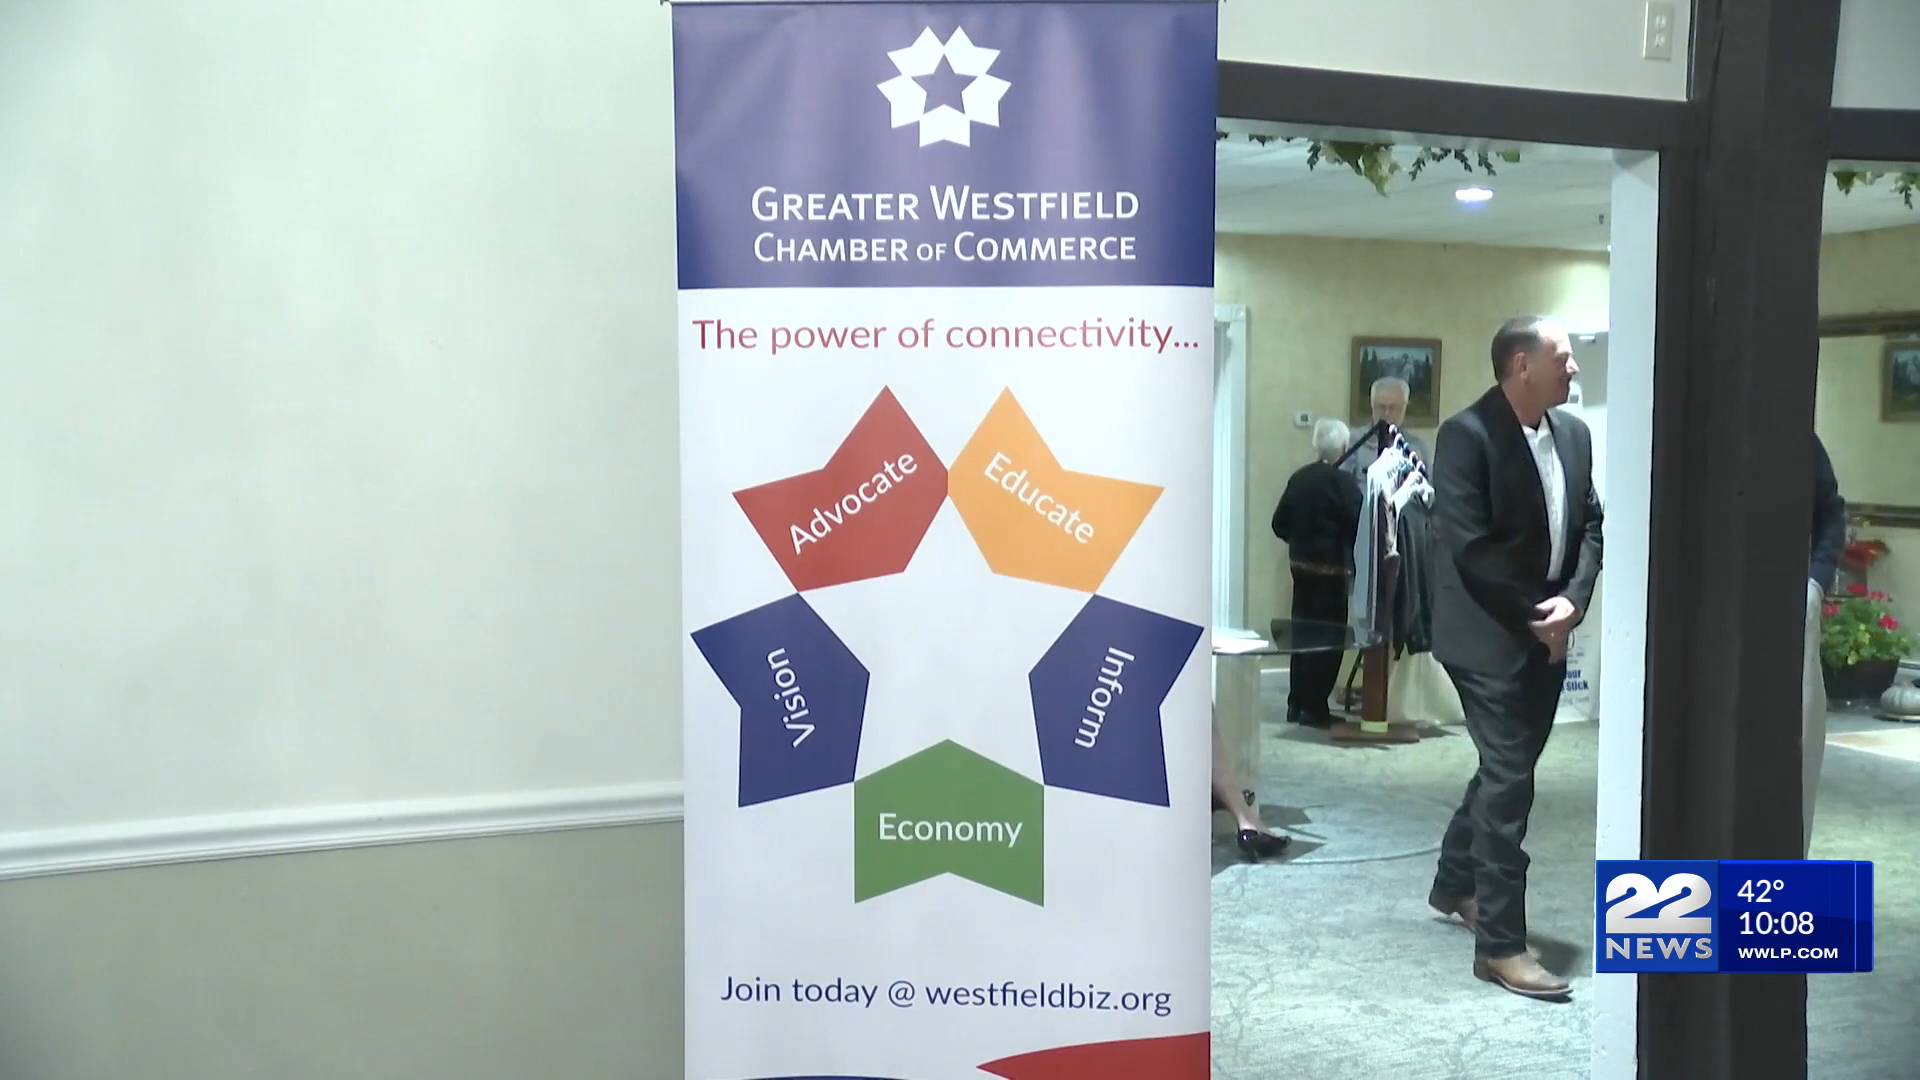 GREATER WESTFIELD
CHAMBER OF COMMERCE
The power of connectivity...
Advocate
Educate
Vision
Inform
Economy
Join today @ westfieldbiz.org
Stick
22
NEWS
42°
10:08
WWLP.COM